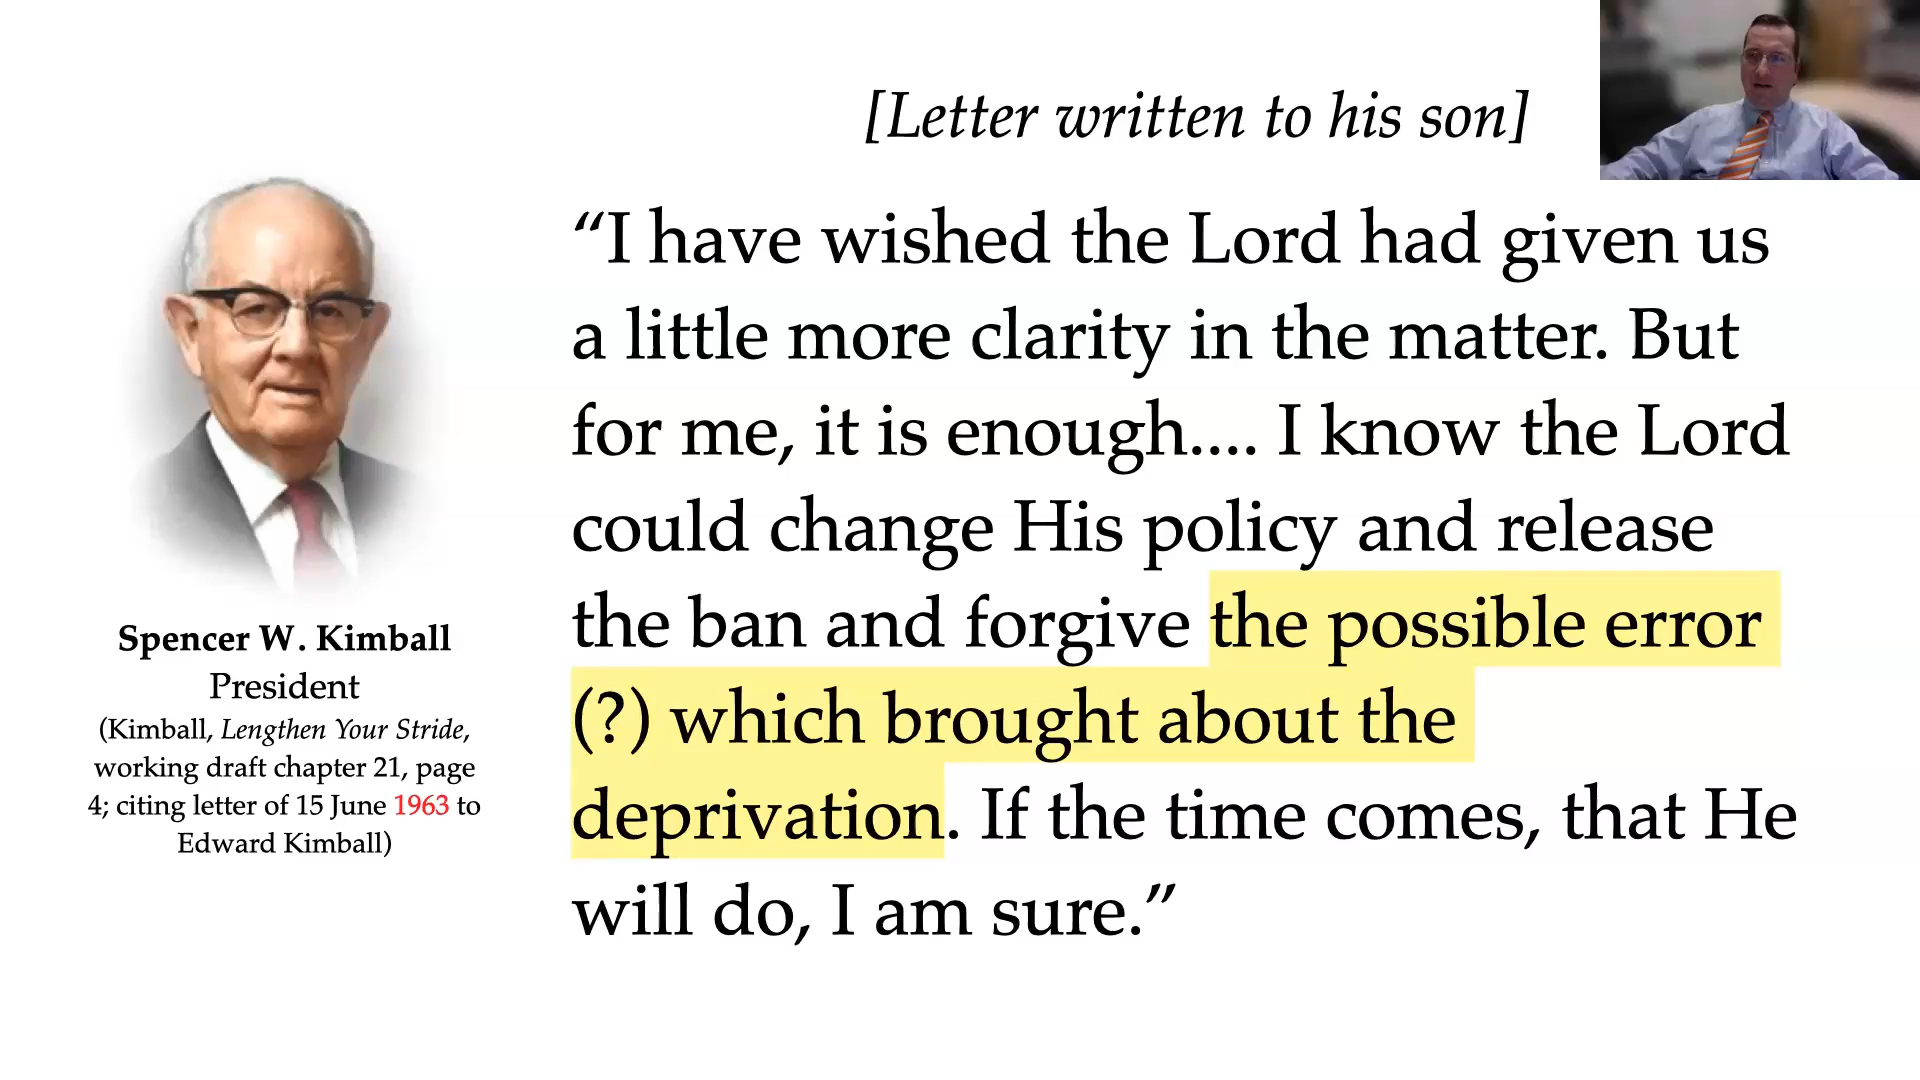 [Letter written to his son]
“I have wished the Lord had given us
a little more clarity in the matter. But
for me, it is enough.... I know the Lord
could change His policy and release
the ban and forgive the possible error
(?) which brought about the
deprivation. If the time comes, that He
will do, I am sure.”
Spencer W. Kimball
President
(Kimball, Lengthen Your Stride,
working draft chapter 21, page
4; citing letter of 15 June 1963 to
Edward Kimball)